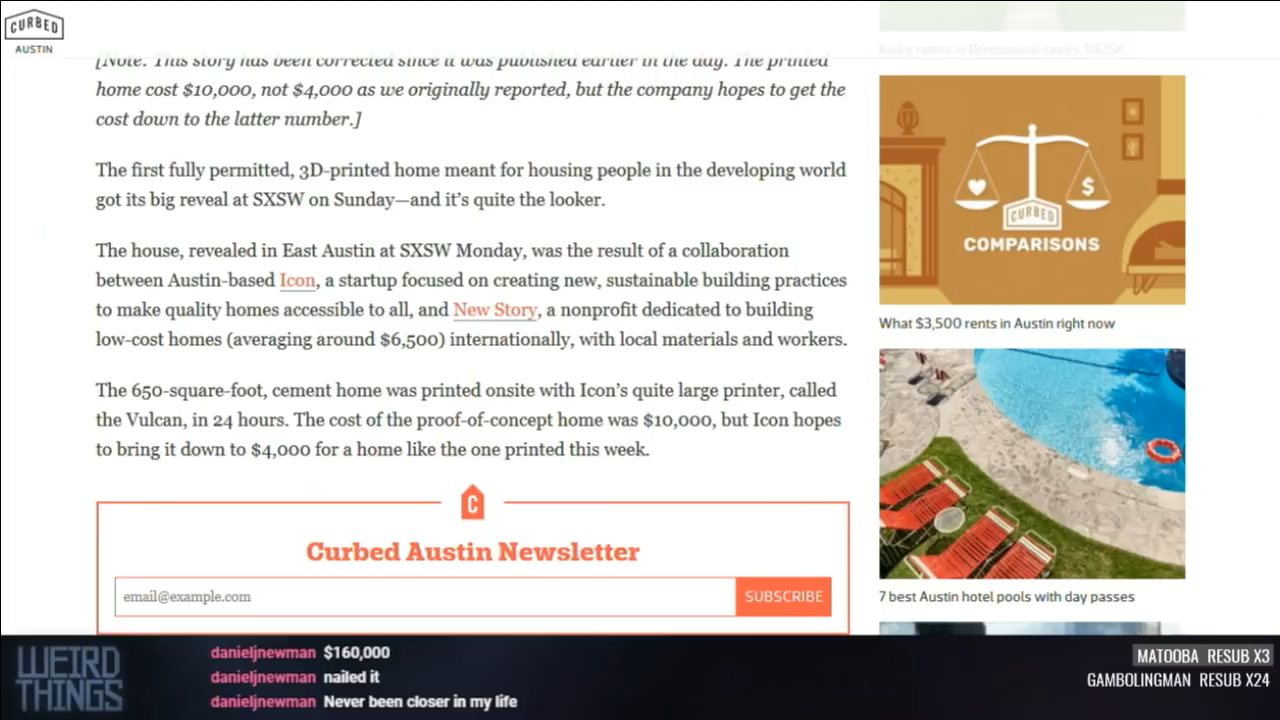 CURBED
AUSTIN
[Note: This story has been corrected since it was published earlier in the day. The printed
home cost $10,000, not $4,000 as we originally reported, but the company hopes to get the
cost down to the latter number.]
The first fully permitted, 3D-printed home meant for housing people in the developing world
got its big reveal at SXSW on Sunday—and it's quite the looker.
The house, revealed in East Austin at SXSW Monday, was the result of a collaboration
between Austin-based Icon, a startup focused on creating new, sustainable building practices
to make quality homes accessible to all, and New Story, a nonprofit dedicated to building
low-cost homes (averaging around $6,500) internationally, with local materials and workers.
The 650-square-foot, cement home was printed onsite with Icon's quite large printer, called
the Vulcan, in 24 hours. The cost of the proof-of-concept home was $10,000, but Icon hopes
to bring it down to $4,000 for a home like the one printed this week.
C
Curbed Austin Newsletter
email@example.com
SUBSCRIBE
$
CURBED
COMPARISONS
What $3,500 rents in Austin right now
7 best Austin hotel pools with day passes
WEIRD
THINGS
danieljnewman $160,000
danieljnewman nailed it
danieljnewman Never been closer in my life
MATOOBA RESUB X3
GAMBOLINGMAN RESUB X24